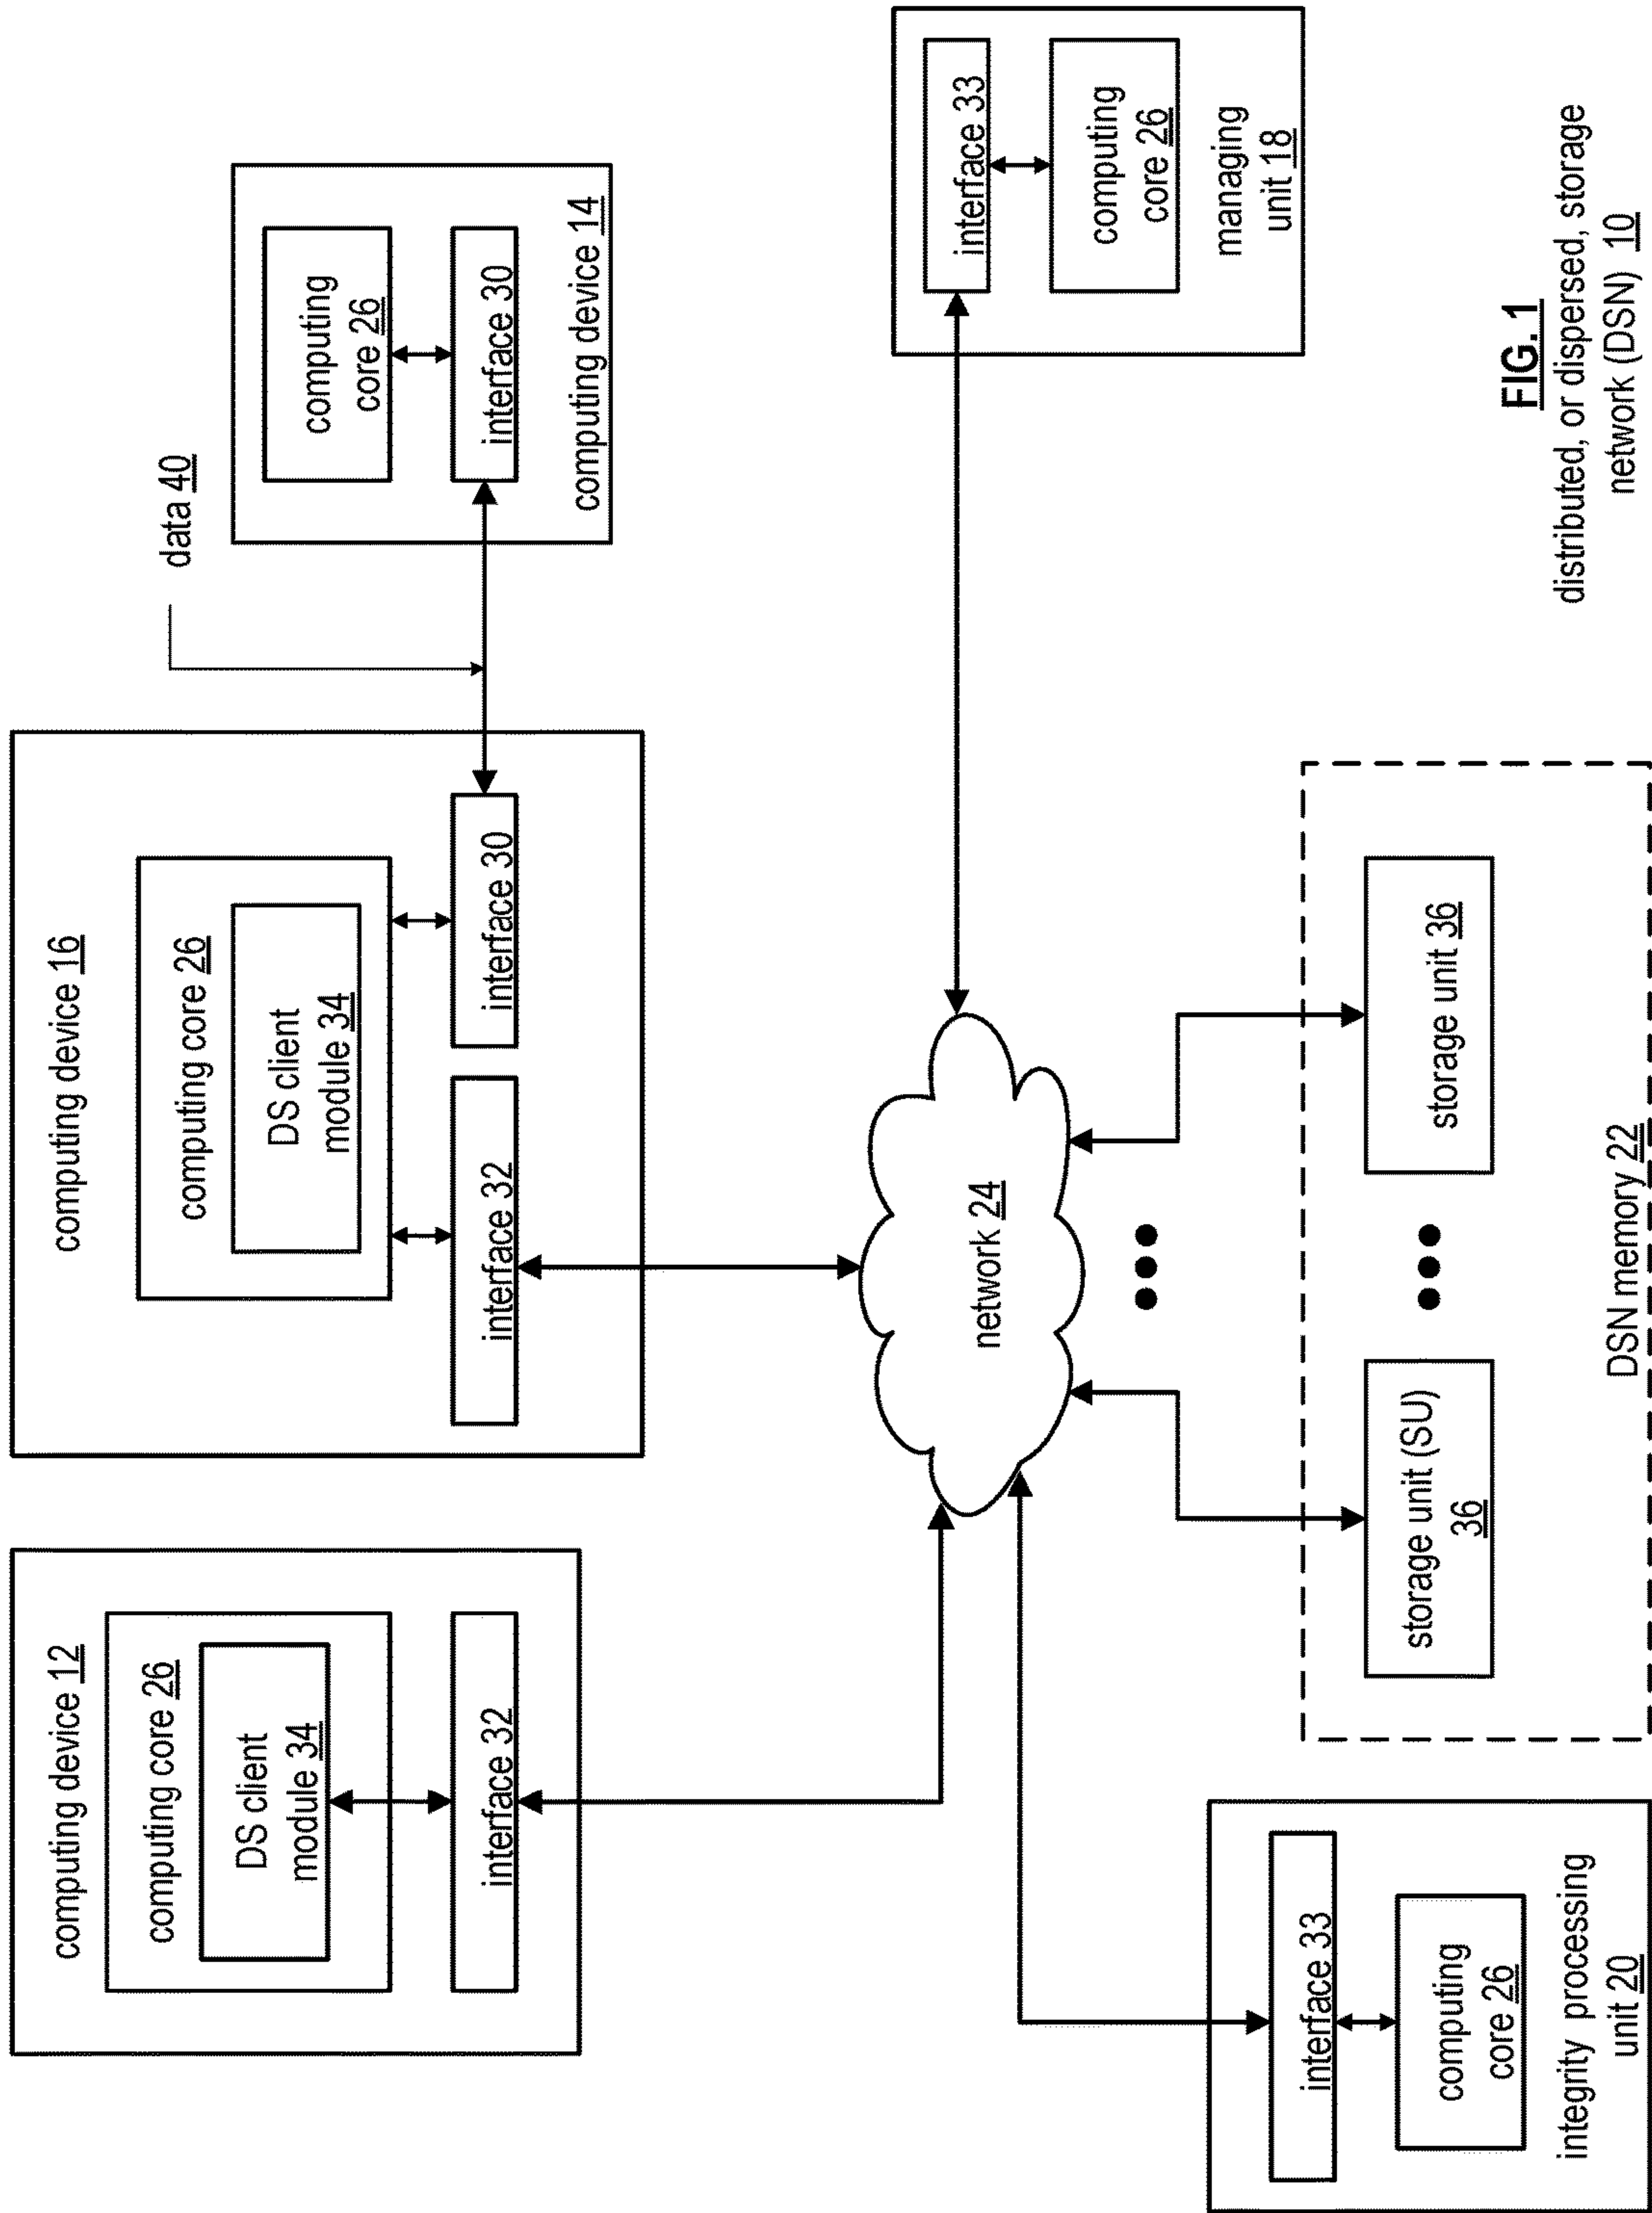 computing device 12
computing core 26
DS client
module 34
interface 32
computing device 16
computing core 26
DS client
module 34
interface 32
interface 30
data 40
computing
core 26
interface 30
computing device 14
network 24
interface 33
computing
core 26
managing
unit 18
interface 33
computing
core 26
integrity processing
unit 20
storage unit (SU)
36
storage unit 36
DSN memory 22
FIG. 1
distributed, or dispersed, storage
network (DSN) 10